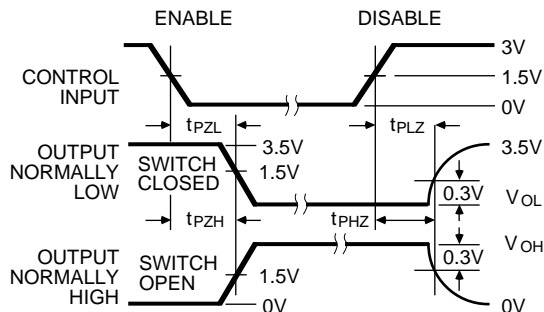 ENABLE
DISABLE
CONTROL
INPUT
3V
1.5V
0V
tPZL
tPLZ
OUTPUT
NORMALLY
LOW
SWITCH
CLOSED
3.5V
1.5V
3.5V
0.3V
VOL
tPZH
tPHZ
OUTPUT
NORMALLY
HIGH
SWITCH
OPEN
1.5V
0V
VOH
0.3V
0V